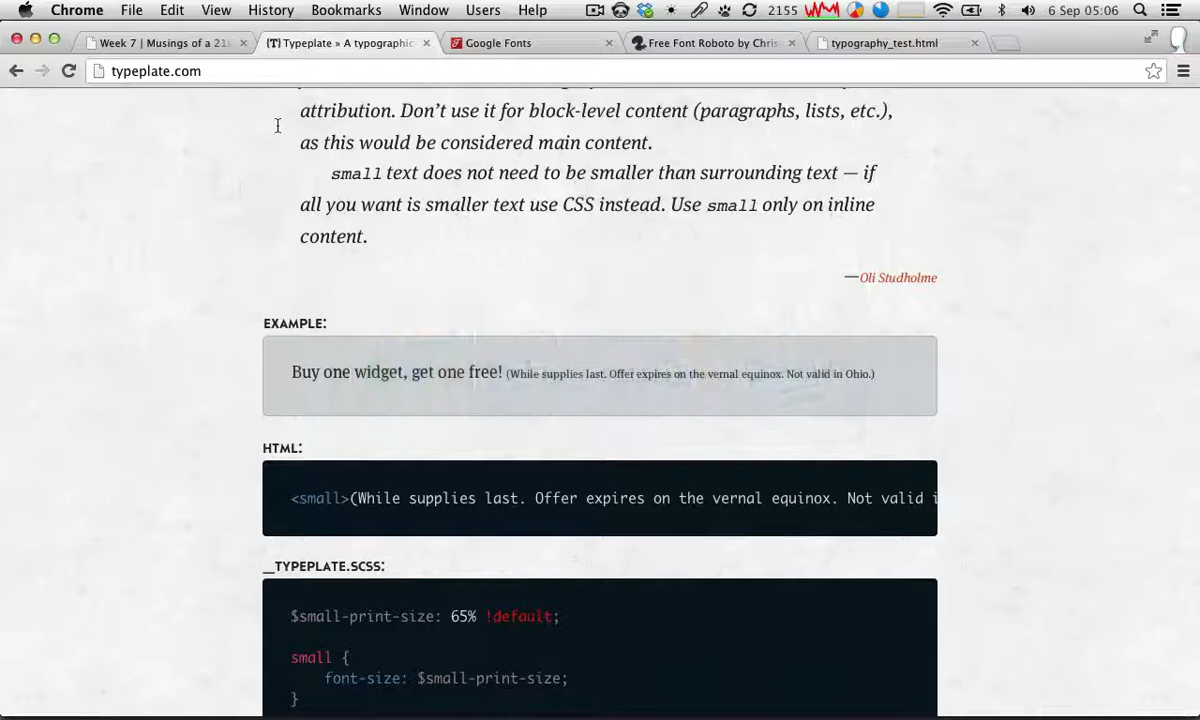 Chrome File Edit View History Bookmarks Window Users Help 2155 6 Sep 05:06
Week 7 | Musings of a 21s Typeplate » A typographic Google Fonts Free Font Roboto by Chris typography_test.html
typeplate.com
attribution. Don’t use it for block-level content (paragraphs, lists, etc.),
as this would be considered main content.
small text does not need to be smaller than surrounding text — if
all you want is smaller text use CSS instead. Use small only on inline
content.
—Oli Studholme
EXAMPLE:
Buy one widget, get one free! (While supplies last. Offer expires on the vernal equinox. Not valid in Ohio.)
HTML:
<small>(While supplies last. Offer expires on the vernal equinox. Not valid i
__TYPEPLATE.SCSS:
$small-print-size: 65% !default;
small {
font-size: $small-print-size;
}